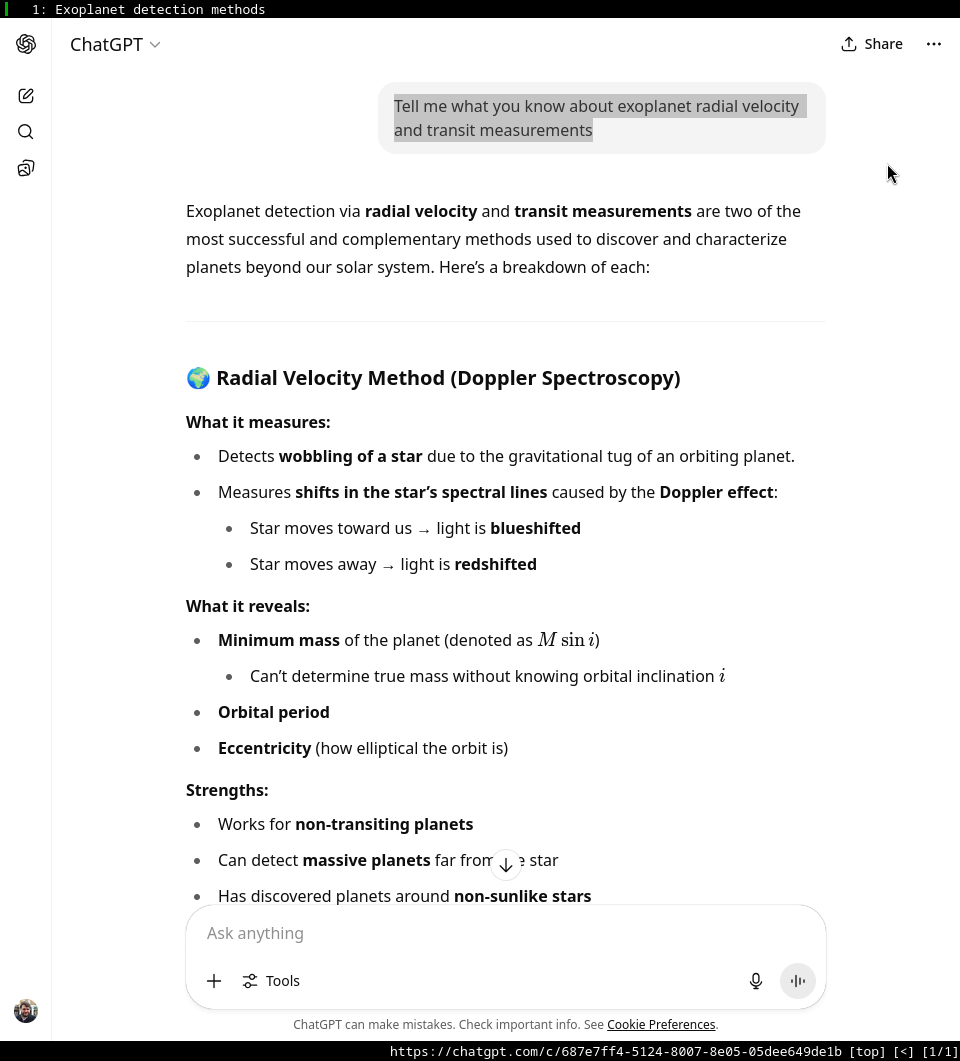 1: Exoplanet detection methods
ChatGPT
Share
Tell me what you know about exoplanet radial velocity
and transit measurements
Exoplanet detection via radial velocity and transit measurements are two of the
most successful and complementary methods used to discover and characterize
planets beyond our solar system. Here’s a breakdown of each:
🌍 Radial Velocity Method (Doppler Spectroscopy)
What it measures:
• Detects wobbling of a star due to the gravitational tug of an orbiting planet.
• Measures shifts in the star’s spectral lines caused by the Doppler effect:
• Star moves toward us → light is blueshifted
• Star moves away → light is redshifted
What it reveals:
• Minimum mass of the planet (denoted as M sin i)
• Can’t determine true mass without knowing orbital inclination i
• Orbital period
• Eccentricity (how elliptical the orbit is)
Strengths:
• Works for non-transiting planets
• Can detect massive planets far from star
• Has discovered planets around non-sunlike stars
Ask anything
Tools
ChatGPT can make mistakes. Check important info. See Cookie Preferences.
https://chatgpt.com/c/687e7ff4-5124-8007-8e05-05dee649de1b [top] [<] [1/1]